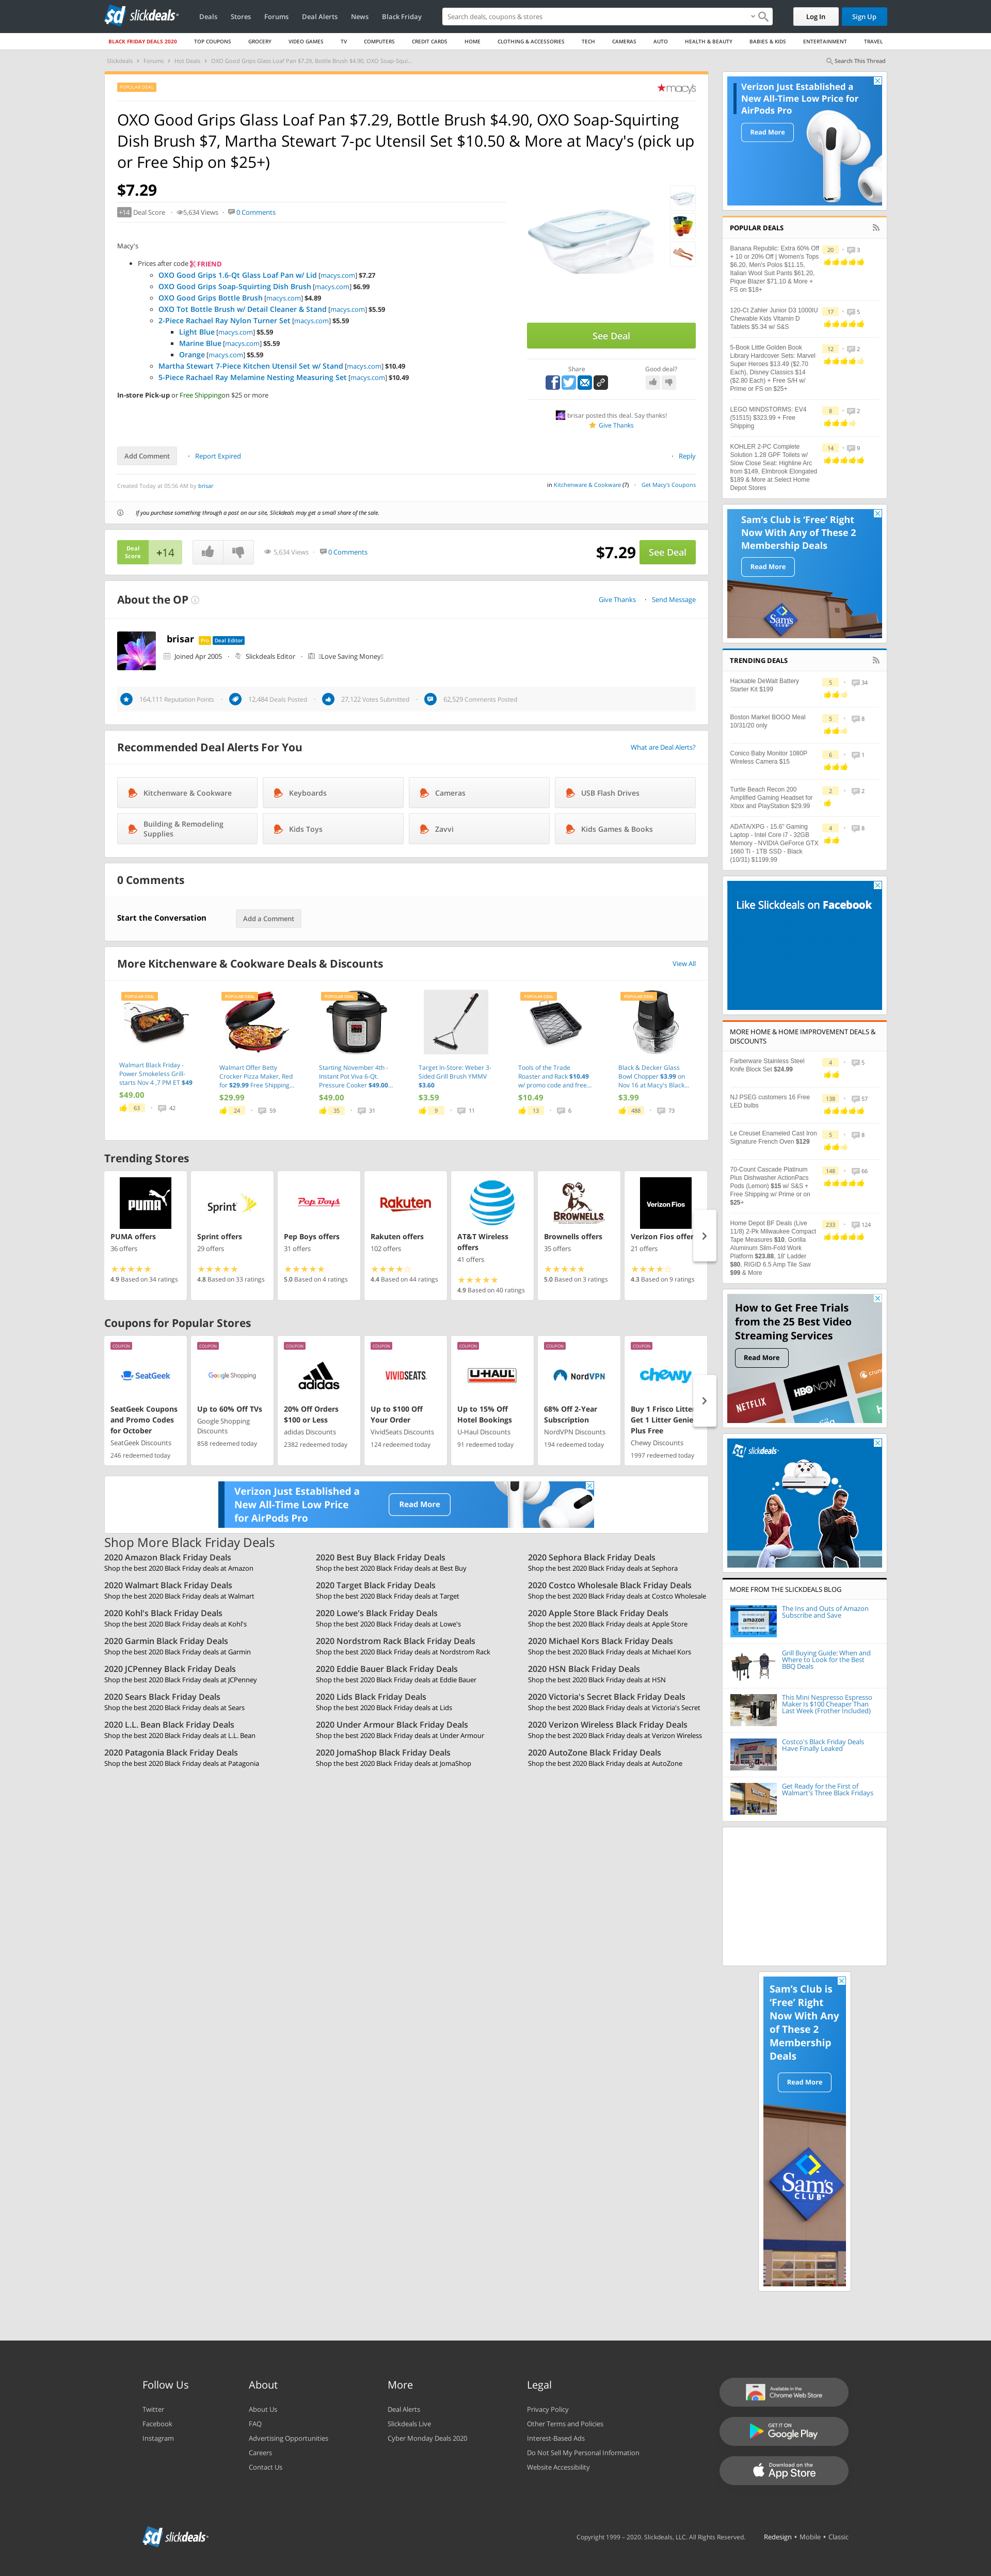 slickdeals
Deals
Stores
Forums
Deal Alerts
News
Black Friday
Search deals, coupons & stores
Log In
Sign Up
BLACK FRIDAY DEALS 2020
TOP COUPONS
GROCERY
VIDEO GAMES
TV
COMPUTERS
CREDIT CARDS
HOME
CLOTHING & ACCESSORIES
TECH
CAMERAS
AUTO
HEALTH & BEAUTY
BABIES & KIDS
ENTERTAINMENT
TRAVEL
Slickdeals › Forums › Hot Deals › OXO Good Grips Glass Loaf Pan $7.29, Bottle Brush $4.90, OXO Soap-Squi...
Search This Thread
POPULAR DEAL
macy's
OXO Good Grips Glass Loaf Pan $7.29, Bottle Brush $4.90, OXO Soap-Squirting
Dish Brush $7, Martha Stewart 7-pc Utensil Set $10.50 & More at Macy's (pick up
or Free Ship on $25+)
$7.29
+14 Deal Score · 5,634 Views · 0 Comments
Macy's
Prices after code FRIEND
OXO Good Grips 1.6-Qt Glass Loaf Pan w/ Lid [macys.com] $7.27
OXO Good Grips Soap-Squirting Dish Brush [macys.com] $6.99
OXO Good Grips Bottle Brush [macys.com] $4.89
OXO Tot Bottle Brush w/ Detail Cleaner & Stand [macys.com] $5.59
2-Piece Rachael Ray Nylon Turner Set [macys.com] $5.59
Light Blue [macys.com] $5.59
Marine Blue [macys.com] $5.59
Orange [macys.com] $5.59
Martha Stewart 7-Piece Kitchen Utensil Set w/ Stand [macys.com] $10.49
5-Piece Rachael Ray Melamine Nesting Measuring Set [macys.com] $10.49
In-store Pick-up or Free Shippingon $25 or more
See Deal
Share
Good deal?
brisar posted this deal. Say thanks!
Give Thanks
Add Comment
· Report Expired
· Reply
Created Today at 05:56 AM by brisar
in Kitchenware & Cookware (7) · Get Macy's Coupons
If you purchase something through a post on our site, Slickdeals may get a small share of the sale.
Deal
Score
+14
5,634 Views
0 Comments
$7.29
See Deal
About the OP
Give Thanks · Send Message
brisar Pro Deal Editor
Joined Apr 2005 · Slickdeals Editor · Love Saving Money
164,111 Reputation Points · 12,484 Deals Posted · 27,122 Votes Submitted · 62,529 Comments Posted
Recommended Deal Alerts For You
What are Deal Alerts?
Kitchenware & Cookware
Keyboards
Cameras
USB Flash Drives
Building & Remodeling
Supplies
Kids Toys
Zavvi
Kids Games & Books
0 Comments
Start the Conversation
Add a Comment
More Kitchenware & Cookware Deals & Discounts
View All
POPULAR DEAL
Walmart Black Friday -
Power Smokeless Grill-
starts Nov 4 ,7 PM ET $49
$49.00
63 · 42
POPULAR DEAL
Walmart Offer Betty
Crocker Pizza Maker, Red
for $29.99 Free Shipping...
$29.99
24 · 59
POPULAR DEAL
Starting November 4th -
Instant Pot Viva 6-Qt.
Pressure Cooker $49.00...
$49.00
35 · 31
Target In-Store: Weber 3-
Sided Grill Brush YMMV
$3.60
$3.59
9 · 11
POPULAR DEAL
Tools of the Trade
Roaster and Rack $10.49
w/ promo code and free...
$10.49
13 · 6
POPULAR DEAL
Black & Decker Glass
Bowl Chopper $3.99 on
Nov 16 at Macy's Black...
$3.99
486 · 73
Trending Stores
PUMA
PUMA offers
36 offers
4.9 Based on 34 ratings
Sprint
Sprint offers
29 offers
4.8 Based on 33 ratings
Pep Boys
Pep Boys offers
31 offers
5.0 Based on 4 ratings
Rakuten
Rakuten offers
102 offers
4.4 Based on 44 ratings
AT&T Wireless
offers
41 offers
4.9 Based on 40 ratings
BROWNELLS
Brownells offers
35 offers
5.0 Based on 3 ratings
Verizon Fios
Verizon Fios offer
21 offers
4.3 Based on 9 ratings
Coupons for Popular Stores
COUPON
SeatGeek
SeatGeek Coupons
and Promo Codes
for October
SeatGeek Discounts
246 redeemed today
COUPON
Google Shopping
Up to 60% Off TVs
Google Shopping
Discounts
858 redeemed today
COUPON
adidas
20% Off Orders
$100 or Less
adidas Discounts
2382 redeemed today
COUPON
VIVIDSEATS.
Up to $100 Off
Your Order
VividSeats Discounts
124 redeemed today
COUPON
U-HAUL
Up to 15% Off
Hotel Bookings
U-Haul Discounts
91 redeemed today
COUPON
NordVPN
68% Off 2-Year
Subscription
NordVPN Discounts
194 redeemed today
COUPON
chewy
Buy 1 Frisco Litter
Get 1 Litter Genie
Plus Free
Chewy Discounts
1997 redeemed today
Verizon Just Established a
New All-Time Low Price
for AirPods Pro
Read More
Shop More Black Friday Deals
2020 Amazon Black Friday Deals
Shop the best 2020 Black Friday deals at Amazon
2020 Best Buy Black Friday Deals
Shop the best 2020 Black Friday deals at Best Buy
2020 Sephora Black Friday Deals
Shop the best 2020 Black Friday deals at Sephora
2020 Walmart Black Friday Deals
Shop the best 2020 Black Friday deals at Walmart
2020 Target Black Friday Deals
Shop the best 2020 Black Friday deals at Target
2020 Costco Wholesale Black Friday Deals
Shop the best 2020 Black Friday deals at Costco Wholesale
2020 Kohl's Black Friday Deals
Shop the best 2020 Black Friday deals at Kohl's
2020 Lowe's Black Friday Deals
Shop the best 2020 Black Friday deals at Lowe's
2020 Apple Store Black Friday Deals
Shop the best 2020 Black Friday deals at Apple Store
2020 Garmin Black Friday Deals
Shop the best 2020 Black Friday deals at Garmin
2020 Nordstrom Rack Black Friday Deals
Shop the best 2020 Black Friday deals at Nordstrom Rack
2020 Michael Kors Black Friday Deals
Shop the best 2020 Black Friday deals at Michael Kors
2020 JCPenney Black Friday Deals
Shop the best 2020 Black Friday deals at JCPenney
2020 Eddie Bauer Black Friday Deals
Shop the best 2020 Black Friday deals at Eddie Bauer
2020 HSN Black Friday Deals
Shop the best 2020 Black Friday deals at HSN
2020 Sears Black Friday Deals
Shop the best 2020 Black Friday deals at Sears
2020 Lids Black Friday Deals
Shop the best 2020 Black Friday deals at Lids
2020 Victoria's Secret Black Friday Deals
Shop the best 2020 Black Friday deals at Victoria's Secret
2020 L.L. Bean Black Friday Deals
Shop the best 2020 Black Friday deals at L.L. Bean
2020 Under Armour Black Friday Deals
Shop the best 2020 Black Friday deals at Under Armour
2020 Verizon Wireless Black Friday Deals
Shop the best 2020 Black Friday deals at Verizon Wireless
2020 Patagonia Black Friday Deals
Shop the best 2020 Black Friday deals at Patagonia
2020 JomaShop Black Friday Deals
Shop the best 2020 Black Friday deals at JomaShop
2020 AutoZone Black Friday Deals
Shop the best 2020 Black Friday deals at AutoZone
Verizon Just Established a
New All-Time Low Price for
AirPods Pro
Read More
POPULAR DEALS
Banana Republic: Extra 60% Off
+ 10 or 20% Off | Women's Tops
$6.20, Men's Polos $11.15,
Italian Wool Suit Pants $61.20,
Pique Blazer $71.10 & More +
FS on $18+
20 · 3
120-Ct Zahler Junior D3 1000IU
Chewable Kids Vitamin D
Tablets $5.34 w/ S&S
17 · 5
5-Book Little Golden Book
Library Hardcover Sets: Marvel
Super Heroes $13.49 ($2.70
Each), Disney Classics $14
($2.80 Each) + Free S/H w/
Prime or FS on $25+
12 · 2
LEGO MINDSTORMS: EV4
(51515) $323.99 + Free
Shipping
8 · 2
KOHLER 2-PC Complete
Solution 1.28 GPF Toilets w/
Slow Close Seat: Highline Arc
from $149, Elmbrook Elongated
$189 & More at Select Home
Depot Stores
14 · 9
Sam's Club is 'Free' Right
Now With Any of These 2
Membership Deals
Read More
Sam's
CLUB
TRENDING DEALS
Hackable DeWalt Battery
Starter Kit $199
5 · 34
Boston Market BOGO Meal
10/31/20 only
5 · 8
Conico Baby Monitor 1080P
Wireless Camera $15
6 · 1
Turtle Beach Recon 200
Amplified Gaming Headset for
Xbox and PlayStation $29.99
2 · 2
ADATA/XPG - 15.6" Gaming
Laptop - Intel Core i7 - 32GB
Memory - NVIDIA GeForce GTX
1660 Ti - 1TB SSD - Black
(10/31) $1199.99
4 · 8
Like Slickdeals on Facebook
MORE HOME & HOME IMPROVEMENT DEALS &
DISCOUNTS
Farberware Stainless Steel
Knife Block Set $24.99
4 · 5
NJ PSEG customers 16 Free
LED bulbs
138 · 57
Le Creuset Enameled Cast Iron
Signature French Oven $129
5 · 8
70-Count Cascade Platinum
Plus Dishwasher ActionPacs
Pods (Lemon) $15 w/ S&S +
Free Shipping w/ Prime or on
$25+
148 · 66
Home Depot BF Deals (Live
11/8) 2-Pk Milwaukee Compact
Tape Measures $10, Gorilla
Aluminum Slim-Fold Work
Platform $23.88, 18' Ladder
$80, RIGID 6.5 Amp Tile Saw
$99 & More
233 · 124
How to Get Free Trials
from the 25 Best Video
Streaming Services
Read More
NETFLIX
HBO NOW
crunchy
hulu
slickdeals
MORE FROM THE SLICKDEALS BLOG
amazon
The Ins and Outs of Amazon
Subscribe and Save
Grill Buying Guide: When and
Where to Look for the Best
BBQ Deals
This Mini Nespresso Espresso
Maker Is $100 Cheaper Than
Last Week (Frother Included)
Costco's Black Friday Deals
Have Finally Leaked
Get Ready for the First of
Walmart's Three Black Fridays
Sam's Club is
'Free' Right
Now With Any
of These 2
Membership
Deals
Read More
Sam's
CLUB
Follow Us
Twitter
Facebook
Instagram
About
About Us
FAQ
Advertising Opportunities
Careers
Contact Us
More
Deal Alerts
Slickdeals Live
Cyber Monday Deals 2020
Legal
Privacy Policy
Other Terms and Policies
Interest-Based Ads
Do Not Sell My Personal Information
Website Accessibility
Available in the
Chrome Web Store
GET IT ON
Google Play
Download on the
App Store
slickdeals
Copyright 1999 - 2020. Slickdeals, LLC. All Rights Reserved.
Redesign • Mobile • Classic